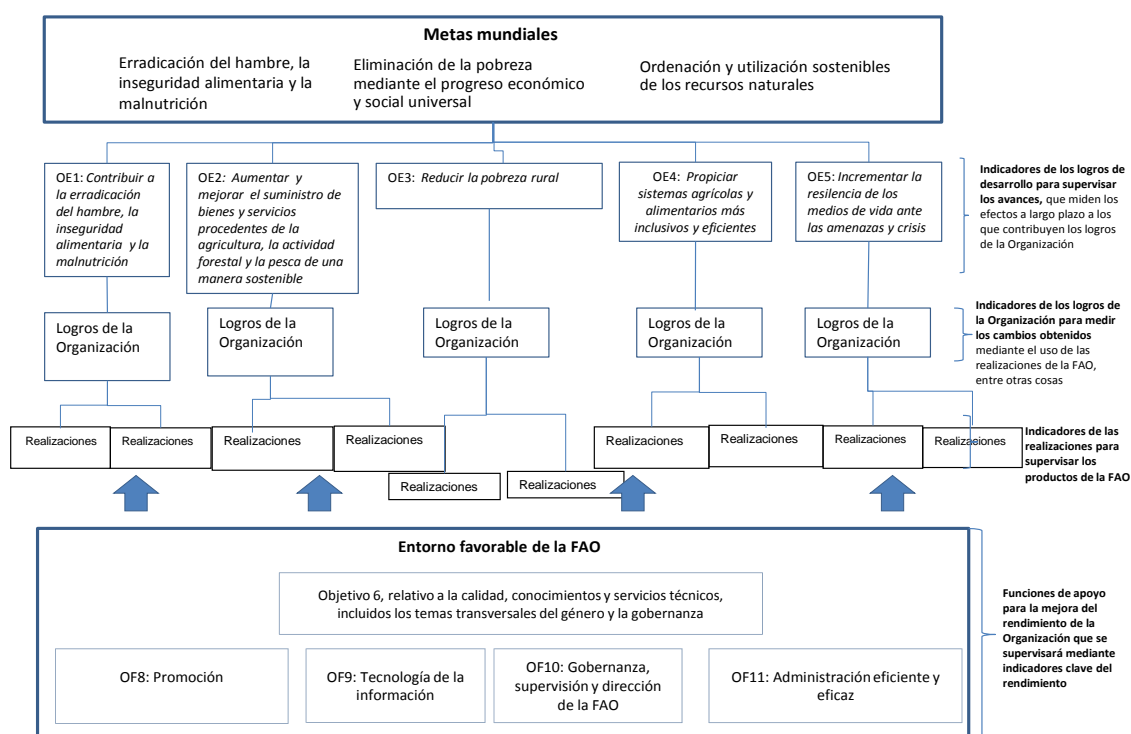 Metas mundiales
Erradicación del hambre, la
inseguridad alimentaria y la
malnutrición
Eliminación de la pobreza
mediante el progreso económico
y social universal
Ordenación y utilización sostenibles
de los recursos naturales
OE1: Contribuir a
la erradicación
del hambre, la
inseguridad
alimentaria y la
malnutrición
OE2: Aumentar y
mejorar el suministro de
bienes y servicios
procedentes de la
agricultura, la actividad
forestal y la pesca de una
manera sostenible
OE3: Reducir la pobreza rural
OE4: Propiciar
sistemas agrícolas y
alimentarios más
inclusivos y eficientes
OE5: Incrementar la
resilencia de los
medios de vida ante
las amenazas y crisis
Indicadores de los logros de
desarrollo para supervisar
los avances, que miden los
efectos a largo plazo a los
que contribuyen los logros
de la Organización
Logros de la
Organización
Logros de la
Organización
Logros de la
Organización
Logros de la
Organización
Logros de la
Organización
Indicadores de los logros de
la Organización para medir
los cambios obtenidos
mediante el uso de las
realizaciones de la FAO,
entre otras cosas
Realizaciones
Realizaciones
Realizaciones
Realizaciones
Realizaciones
Realizaciones
Realizaciones
Realizaciones
Realizaciones
Realizaciones
Indicadores de las
realizaciones para
supervisar los
productos de la FAO
Entorno favorable de la FAO
Objetivo 6, relativo a la calidad, conocimientos y servicios técnicos,
incluidos los temas transversales del género y la gobernanza
OF8: Promoción
OF9: Tecnología de la
información
OF10: Gobernanza,
supervisión y dirección
de la FAO
OF11: Administración eficiente y
eficaz
Funciones de apoyo
para la mejora del
rendimiento de la
Organización que se
supervisará mediante
indicadores clave del
rendimiento